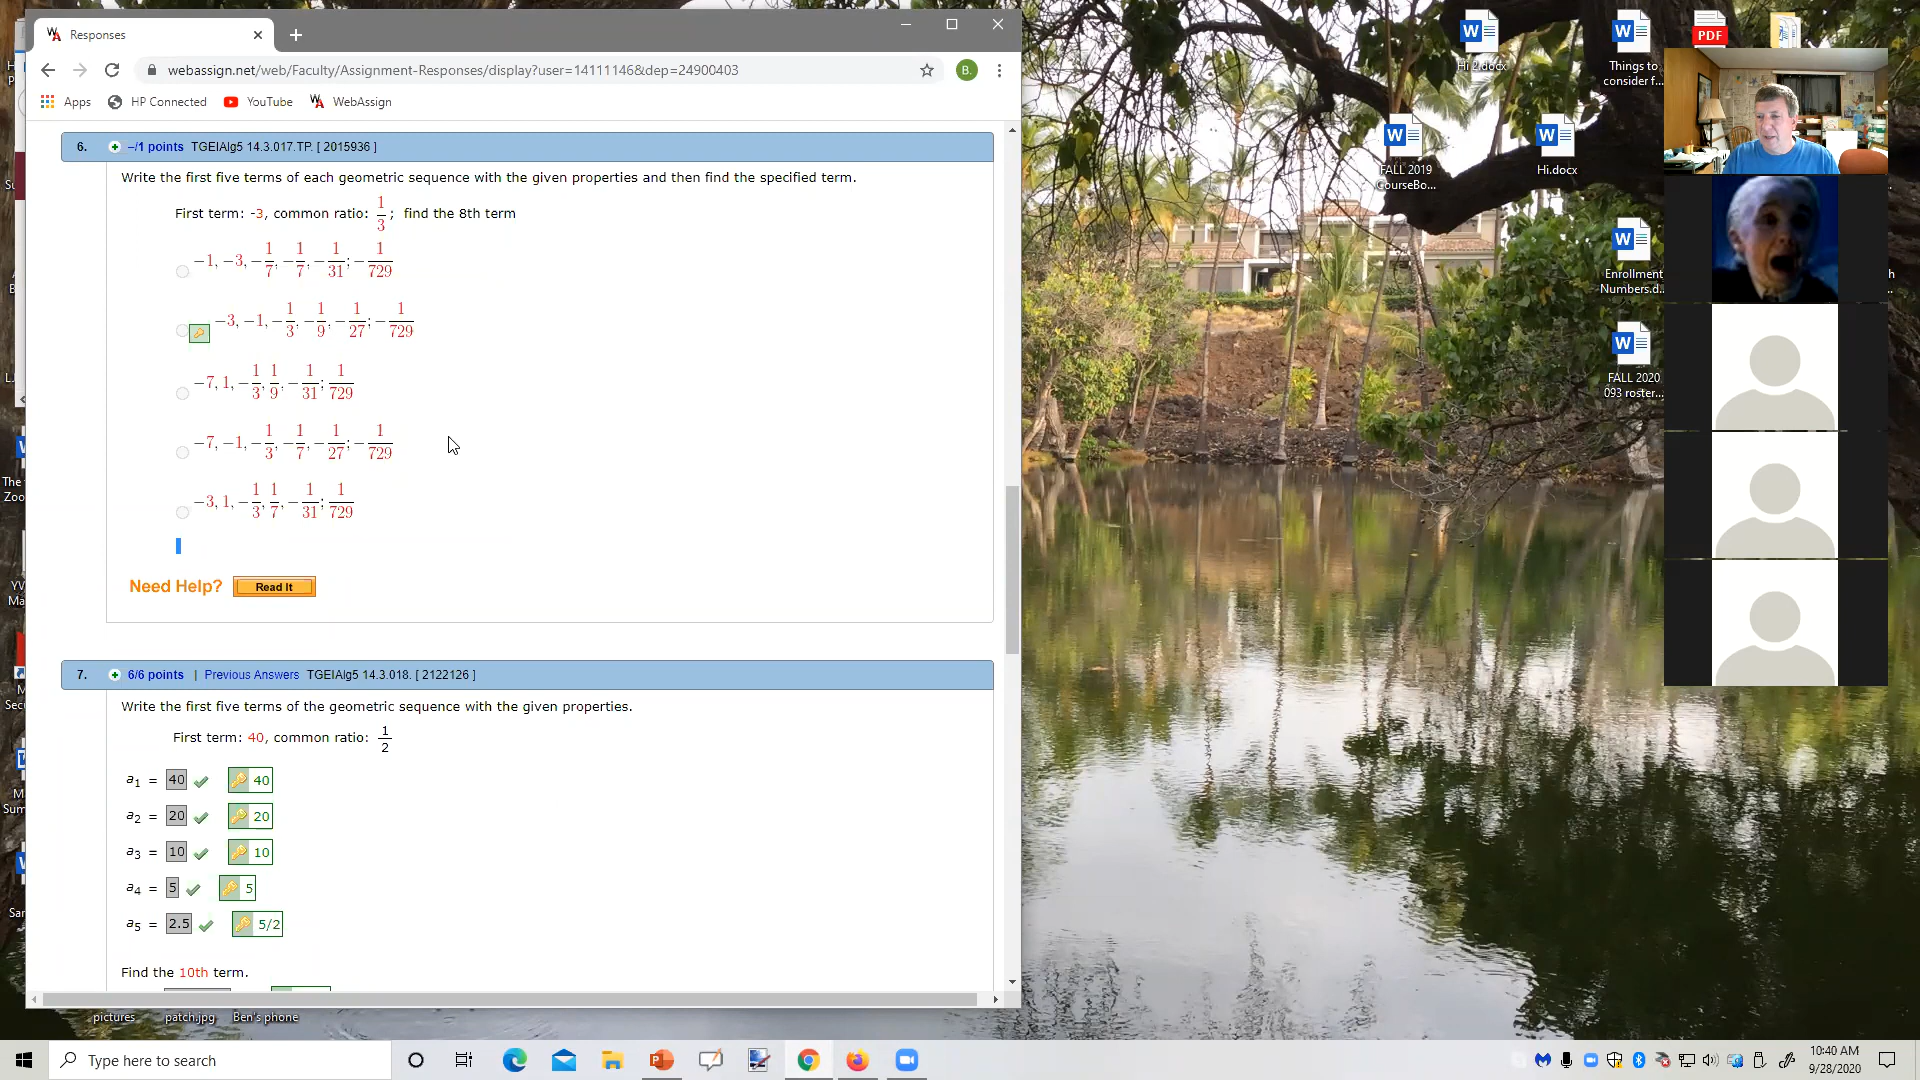 Responses
webassign.net/web/Faculty/Assignment-Responses/display?user=14111146&dep=24900403
B.
Apps HP Connected YouTube WebAssign
6. –/1 points TGEIAlg5 14.3.017.TP. [ 2015936 ]
Write the first five terms of each geometric sequence with the given properties and then find the specified term.
First term: -3, common ratio: 1/3; find the 8th term
−1, −3, −1/7, −1/7, −1/31; −1/729
−3, −1, −1/3, −1/9, −1/27; −1/729
−7, 1, −1/3, 1/9, −1/31; 1/729
−7, −1, −1/3, −1/7, −1/27; −1/729
−3, 1, −1/3, 1/7, −1/31; 1/729
Need Help? Read It
7. 6/6 points | Previous Answers TGEIAlg5 14.3.018. [ 2122126 ]
Write the first five terms of the geometric sequence with the given properties.
First term: 40, common ratio: 1/2
a1 = 40 40
a2 = 20 20
a3 = 10 10
a4 = 5 5
a5 = 2.5 5/2
Find the 10th term.
pictures patch.jpg Ben's phone
Hi 2.docx
Things to
consider f...
PDF
FALL 2019
CourseBo...
Hi.docx
Enrollment
Numbers.d...
FALL 2020
093 roster...
Type here to search
10:40 AM
9/28/2020